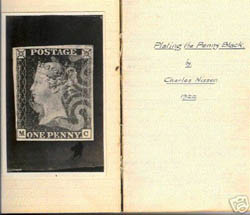 POSTAGE
M C
ONE PENNY
Plating the Penny Black.
by
Charles Nissen
1922